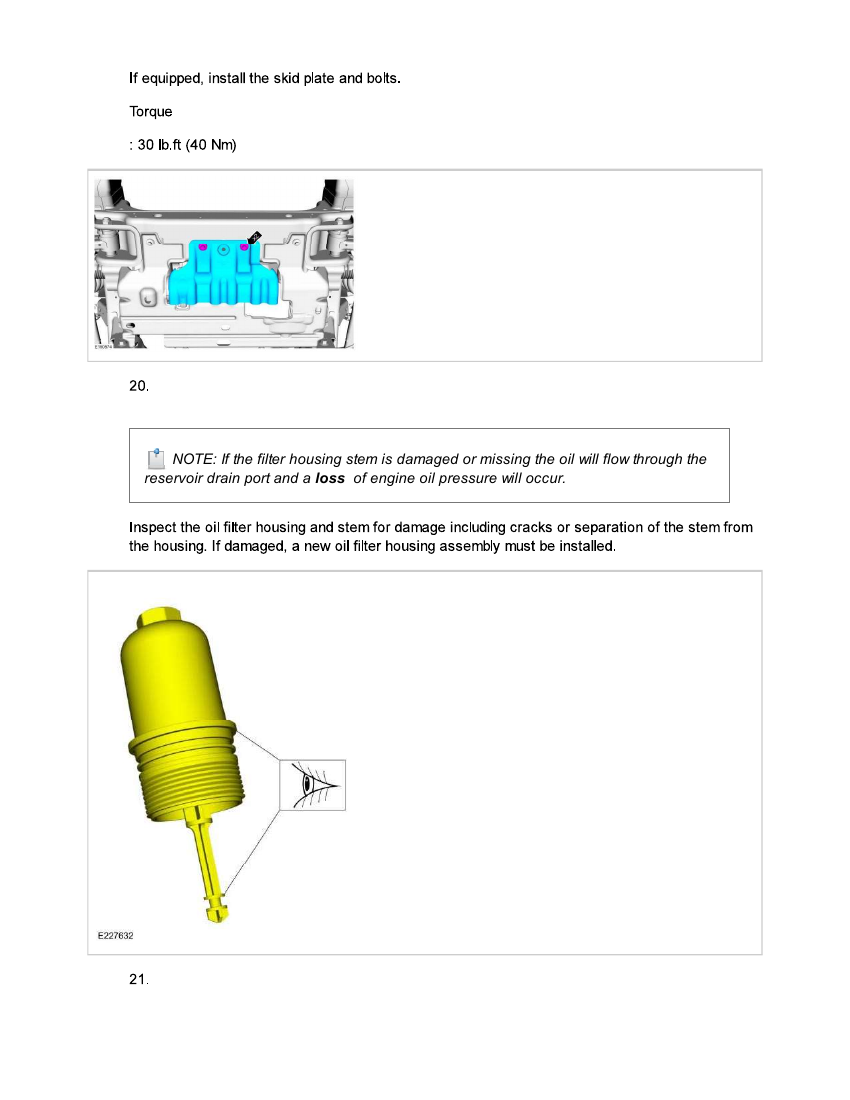 If equipped, install the skid plate and bolts.
Torque
: 30 lb.ft (40 Nm)
20.
NOTE: If the filter housing stem is damaged or missing the oil will flow through the
reservoir drain port and a loss of engine oil pressure will occur.
Inspect the oil filter housing and stem for damage including cracks or separation of the stem from
the housing. If damaged, a new oil filter housing assembly must be installed.
E227632
21.